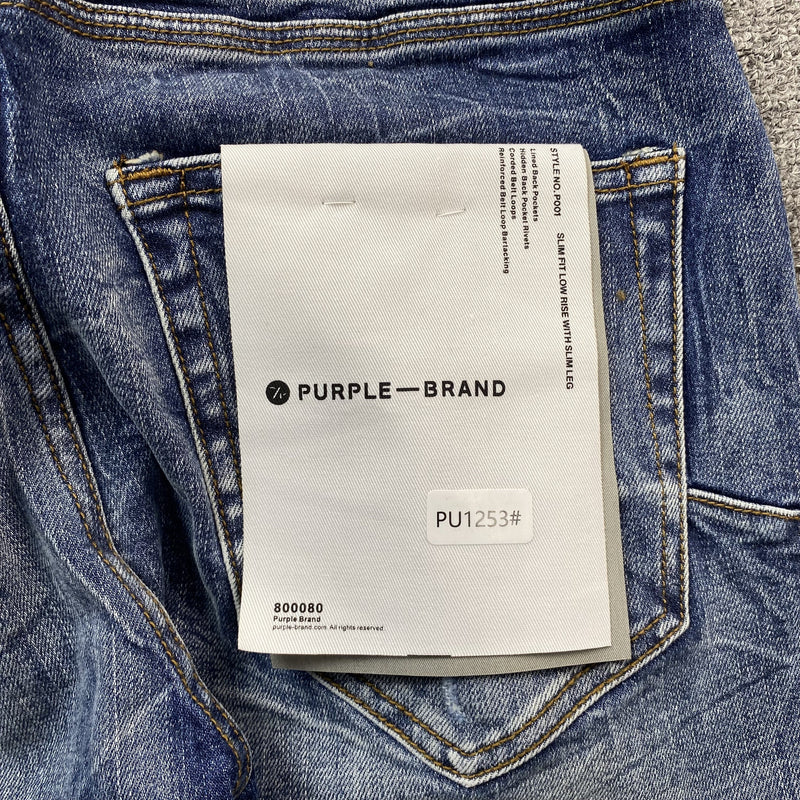 STYLE NO. P001 SLIM FIT LOW RISE WITH SLIM LEG
Lined Back Pockets
Hidden Back Pocket Rivets
Corded Belt Loops
Reinforced Belt Loop Bartacking
PURPLE—BRAND
PU1253#
800080
Purple Brand
purple-brand.com. All rights reserved.